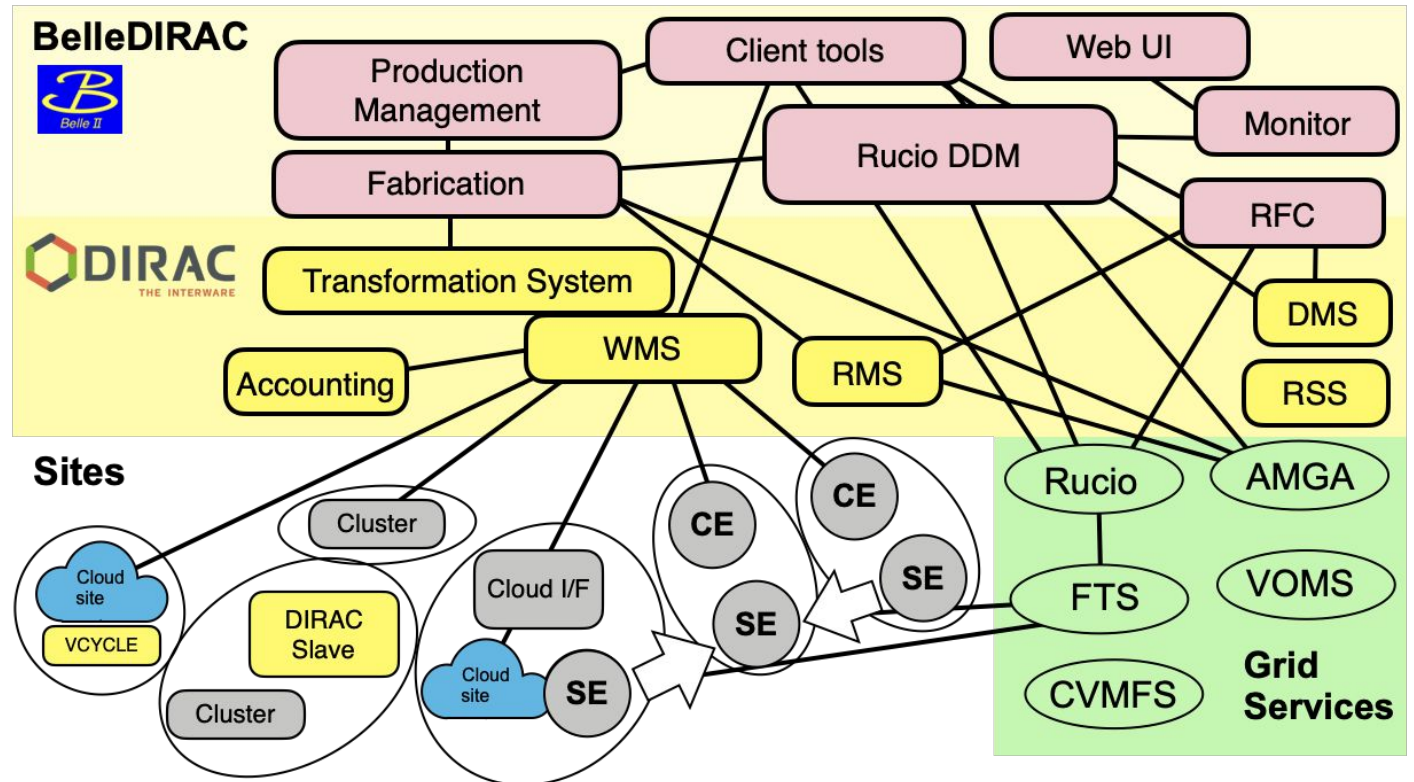 BelleDIRAC
B
Belle II
Production
Management
Client tools
Web UI
Monitor
Rucio DDM
Fabrication
RFC
DIRAC
THE INTERWARE
Transformation System
DMS
WMS
RMS
Accounting
RSS
Sites
Rucio
AMGA
CE
CE
Cluster
Cloud
site
VCYCLE
DIRAC
Slave
Cloud I/F
SE
SE
FTS
VOMS
Cluster
Cloud
site
SE
CVMFS
Grid
Services